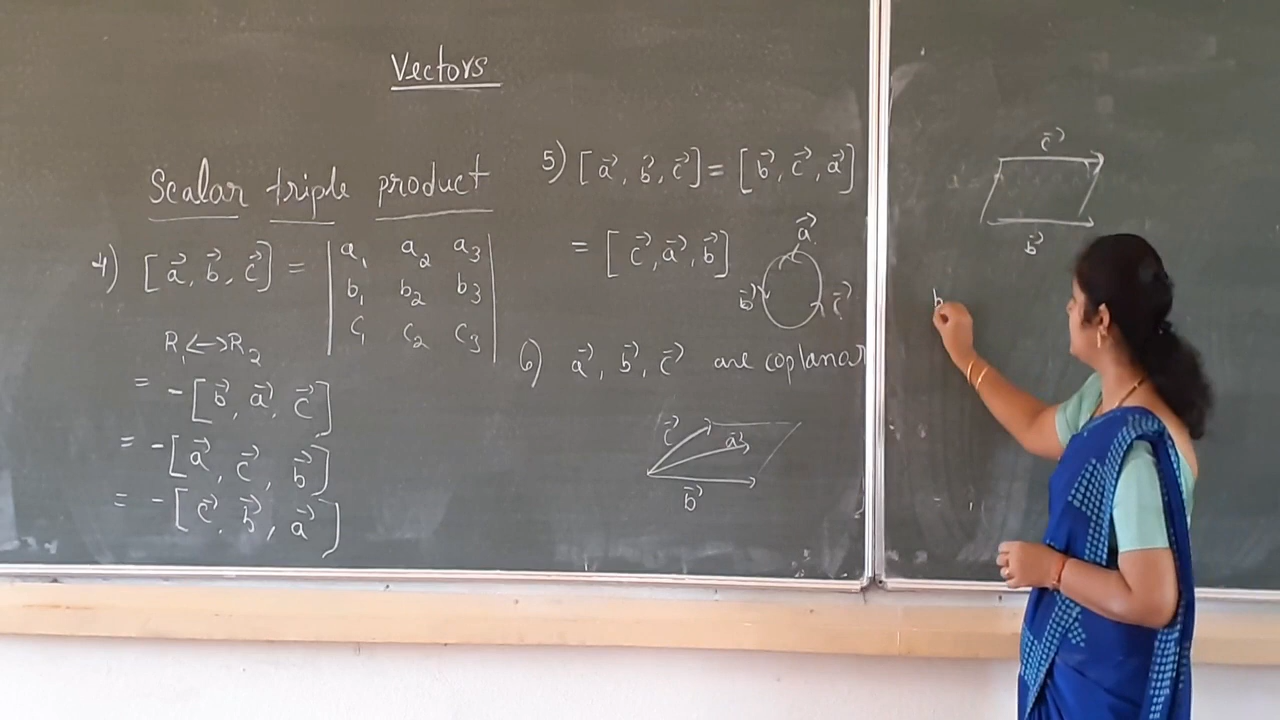 Vectors
Scalar triple product
4) [a⃗, b⃗, c⃗] = | a₁ a₂ a₃ |
| b₁ b₂ b₃ |
| c₁ c₂ c₃ |
R₁ ↔ R₂
= - [b⃗, a⃗, c⃗]
= - [a⃗, c⃗, b⃗]
= - [c⃗, b⃗, a⃗]
5) [a⃗, b⃗, c⃗] = [b⃗, c⃗, a⃗]
= [c⃗, a⃗, b⃗]
a⃗
b⃗ c⃗
6) a⃗, b⃗, c⃗ are coplanar
c⃗ a⃗
b⃗
c⃗
b⃗
b